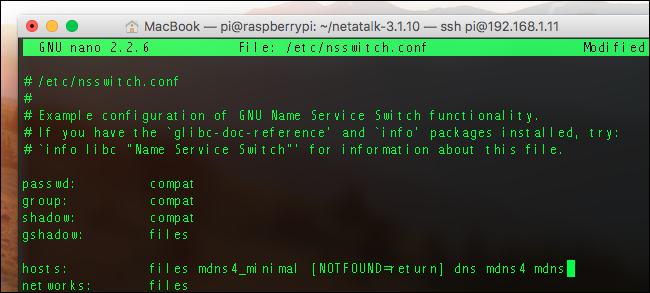 MacBook — pi@raspberrypi: ~/netatalk-3.1.10 — ssh pi@192.168.1.11
GNU nano 2.2.6 File: /etc/nsswitch.conf Modified
# /etc/nsswitch.conf
#
# Example configuration of GNU Name Service Switch functionality.
# If you have the `glibc-doc-reference' and `info' packages installed, try:
# `info libc "Name Service Switch"' for information about this file.
passwd: compat
group: compat
shadow: compat
gshadow: files
hosts: files mdns4_minimal [NOTFOUND=return] dns mdns4 mdns
networks: files